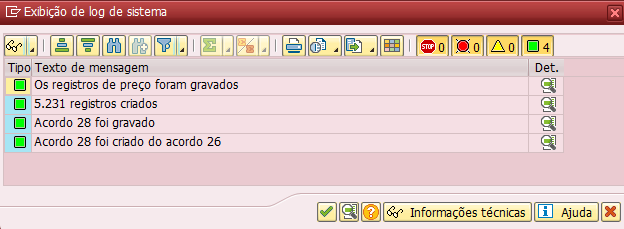 Exibição de log de sistema
STOP 0 0 0 4
Tipo Texto de mensagem Det.
Os registros de preço foram gravados
5.231 registros criados
Acordo 28 foi gravado
Acordo 28 foi criado do acordo 26
Informações técnicas Ajuda